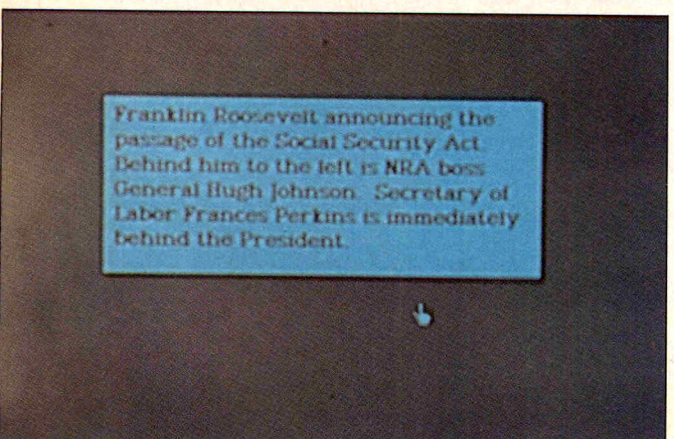 Franklin Roosevelt announcing the
passage of the Social Security Act
Behind him to the left is NRA boss
General Hugh Johnson. Secretary of
Labor Frances Perkins is immediately
behind the President.